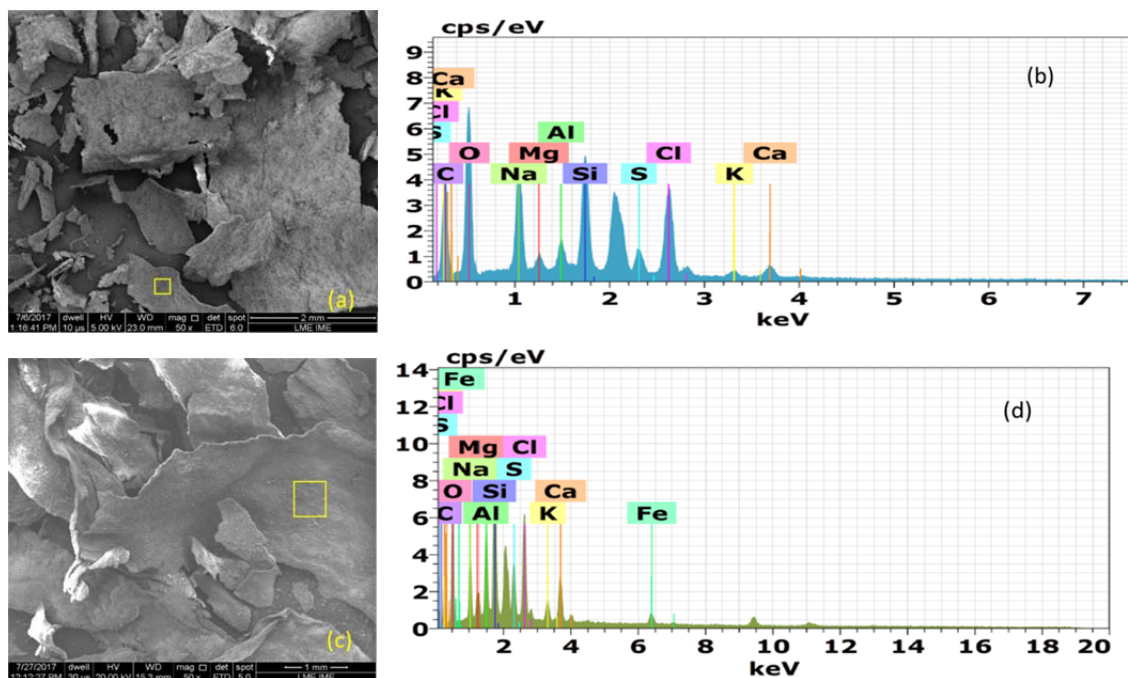 cps/eV
9
8
7
6
5
4
3
2
1
0
Ca
K
Cl
S
C
O
Na
Mg
Al
Si
S
Cl
K
Ca
(b)
1 2 3 4 5 6 7
keV
(a)
7/6/2017 dwell HV WD mag det spot 2 mm
1:16:41 PM 10 µs 5.00 kV 23.0 mm 50 x ETD 6.0 LME IME
cps/eV
14
12
10
8
6
4
2
0
Fe
Cl
S
Mg Cl
Na S
O Si Ca
C Al K Fe
(d)
2 4 6 8 10 12 14 16 18 20
keV
(c)
7/27/2017 dwell HV WD mag det spot 1 mm
12:12:27 PM 30 µs 20.00 kV 15.3 mm 50 x ETD 5.0 LME IME